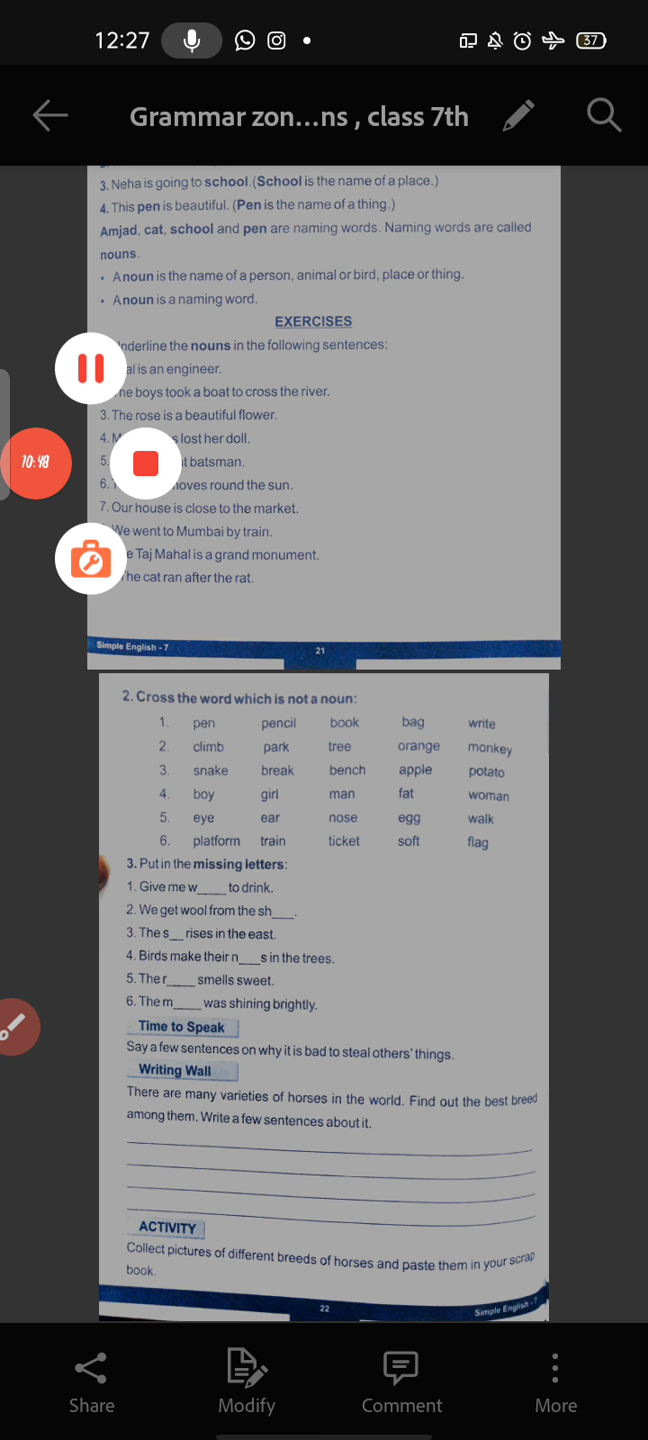 12:27
37
Grammar zon...ns , class 7th
3. Neha is going to school.(School is the name of a place.)
4. This pen is beautiful. (Pen is the name of a thing.)
Amjad, cat, school and pen are naming words. Naming words are called
nouns.
• A noun is the name of a person, animal or bird, place or thing.
• A noun is a naming word.
EXERCISES
nderline the nouns in the following sentences:
al is an engineer.
he boys took a boat to cross the river.
3. The rose is a beautiful flower.
4. M s lost her doll.
10:48
5. t batsman.
6. T oves round the sun.
7. Our house is close to the market.
We went to Mumbai by train.
e Taj Mahal is a grand monument.
he cat ran after the rat.
Simple English - 7
21
2. Cross the word which is not a noun:
1. pen pencil book bag write
2. climb park tree orange monkey
3. snake break bench apple potato
4. boy girl man fat woman
5. eye ear nose egg walk
6. platform train ticket soft flag
3. Put in the missing letters:
1. Give me w____ to drink.
2. We get wool from the sh___.
3. The s__ rises in the east.
4. Birds make their n___s in the trees.
5. The r____ smells sweet.
6. The m____ was shining brightly.
Time to Speak
Say a few sentences on why it is bad to steal others' things.
Writing Wall
There are many varieties of horses in the world. Find out the best breed
among them. Write a few sentences about it.
ACTIVITY
Collect pictures of different breeds of horses and paste them in your scrap
book.
22
Simple English - 7
Share Modify Comment More